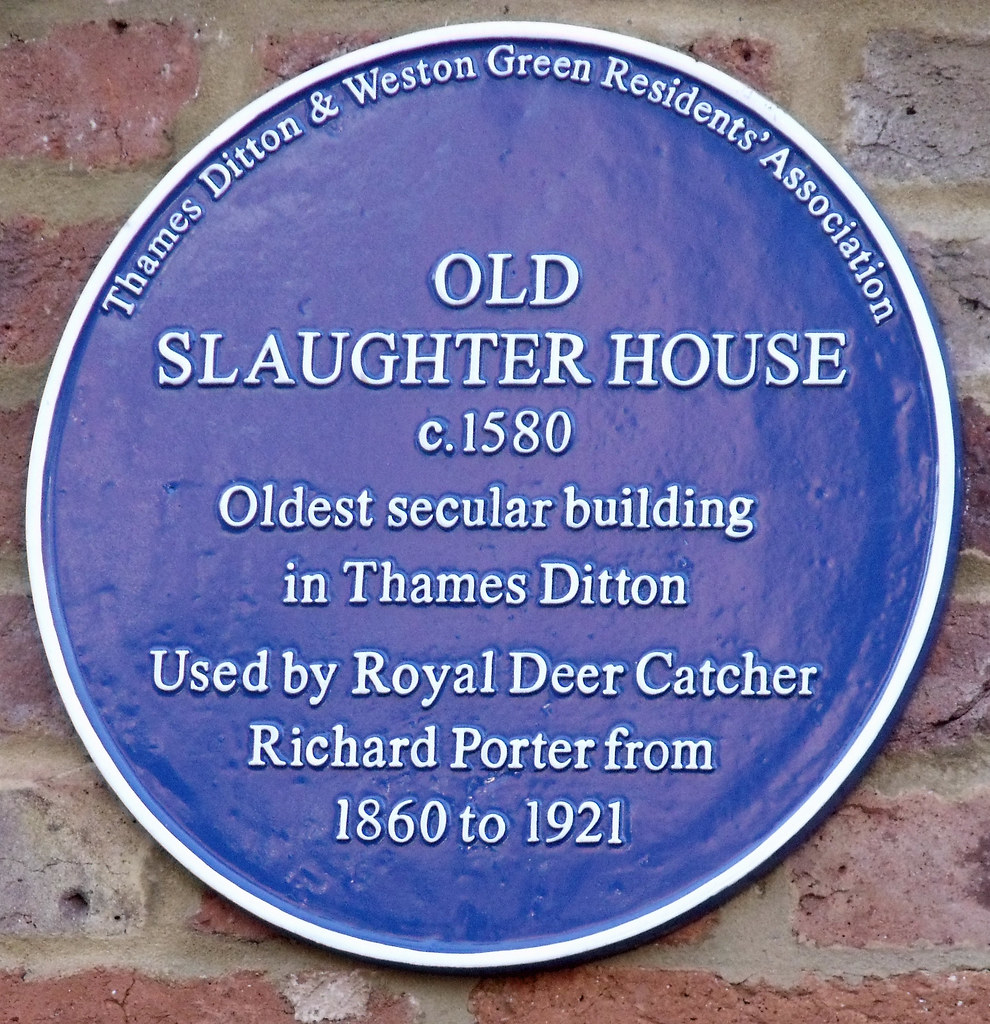 Thames Ditton & Weston Green Residents' Association
OLD
SLAUGHTER HOUSE
c.1580
Oldest secular building
in Thames Ditton
Used by Royal Deer Catcher
Richard Porter from
1860 to 1921